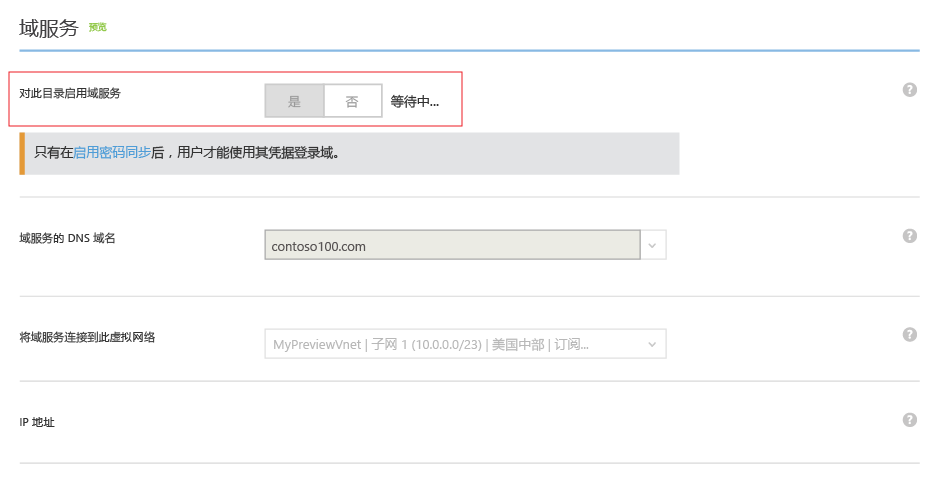 域服务 预览
对此目录启用域服务 是 否 等待中...
只有在启用密码同步后，用户才能使用其凭据登录域。
域服务的 DNS 域名 contoso100.com
将域服务连接到此虚拟网络 MyPreviewVnet | 子网 1 (10.0.0.0/23) | 美国中部 | 订阅...
IP 地址